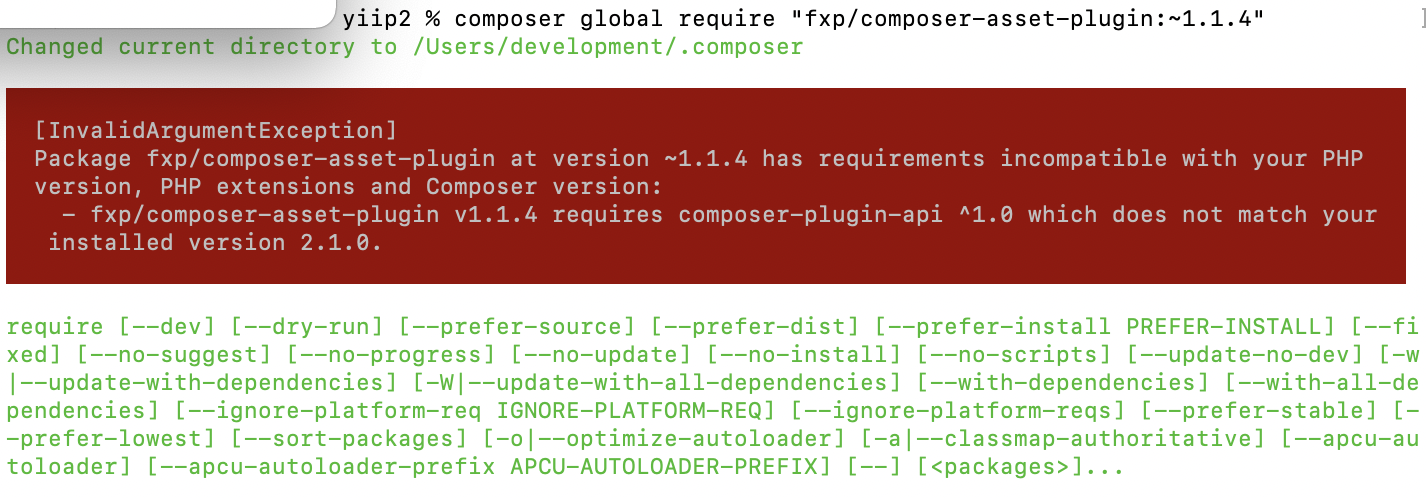 yiip2 % composer global require "fxp/composer-asset-plugin:~1.1.4"
Changed current directory to /Users/development/.composer
[InvalidArgumentException]
Package fxp/composer-asset-plugin at version ~1.1.4 has requirements incompatible with your PHP
version, PHP extensions and Composer version:
- fxp/composer-asset-plugin v1.1.4 requires composer-plugin-api ^1.0 which does not match your
installed version 2.1.0.
require [--dev] [--dry-run] [--prefer-source] [--prefer-dist] [--prefer-install PREFER-INSTALL] [--fi
xed] [--no-suggest] [--no-progress] [--no-update] [--no-install] [--no-scripts] [--update-no-dev] [-w
|--update-with-dependencies] [-W|--update-with-all-dependencies] [--with-dependencies] [--with-all-de
pendencies] [--ignore-platform-req IGNORE-PLATFORM-REQ] [--ignore-platform-reqs] [--prefer-stable] [-
-prefer-lowest] [--sort-packages] [-o|--optimize-autoloader] [-a|--classmap-authoritative] [--apcu-au
toloader] [--apcu-autoloader-prefix APCU-AUTOLOADER-PREFIX] [--] [<packages>]...